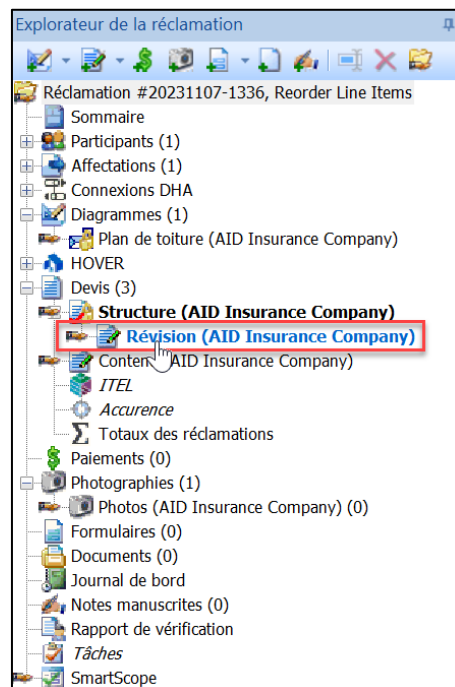 Explorateur de la réclamation
Réclamation #20231107-1336, Reorder Line Items
Sommaire
Participants (1)
Affectations (1)
Connexions DHA
Diagrammes (1)
Plan de toiture (AID Insurance Company)
HOVER
Devis (3)
Structure (AID Insurance Company)
Révision (AID Insurance Company)
Conten AID Insurance Company)
ITEL
Accurence
Totaux des réclamations
Paiements (0)
Photographies (1)
Photos (AID Insurance Company) (0)
Formulaires (0)
Documents (0)
Journal de bord
Notes manuscrites (0)
Rapport de vérification
Tâches
SmartScope